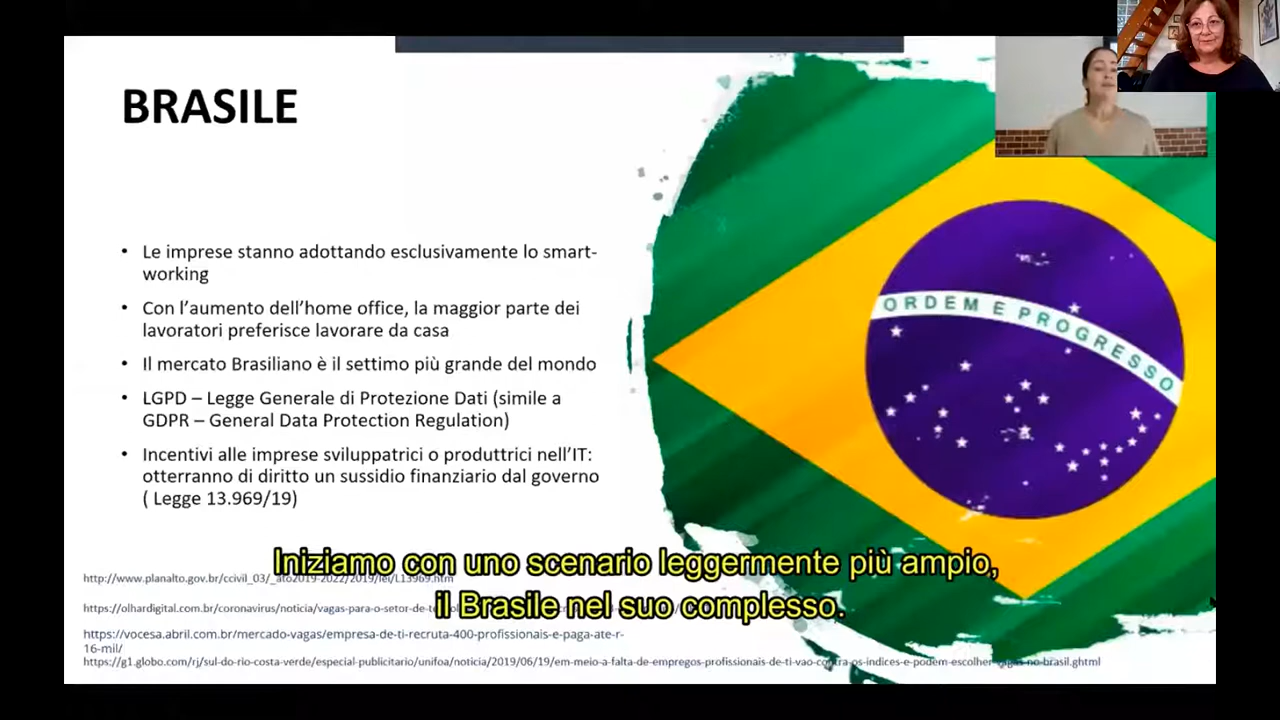 BRASILE
• Le imprese stanno adottando esclusivamente lo smart-
working
• Con l’aumento dell’home office, la maggior parte dei
lavoratori preferisce lavorare da casa
• Il mercato Brasiliano è il settimo più grande del mondo
• LGPD – Legge Generale di Protezione Dati (simile a
GDPR – General Data Protection Regulation)
• Incentivi alle imprese sviluppatrici o produttrici nell’IT:
otterranno di diritto un sussidio finanziario dal governo
( Legge 13.969/19)
ORDEM E PROGRESSO
Iniziamo con uno scenario leggermente più ampio,
il Brasile nel suo complesso.
http://www.planalto.gov.br/ccivil_03/_ato2019-2022/2019/lei/L13969.htm
https://olhardigital.com.br/coronavirus/noticia/vagas-para-o-setor-de-te
https://vocesa.abril.com.br/mercado-vagas/empresa-de-ti-recruta-400-profissionais-e-paga-ate-r-
16-mil/
https://g1.globo.com/rj/sul-do-rio-costa-verde/especial-publicitario/unifoa/noticia/2019/06/19/em-meio-a-falta-de-empregos-profissionais-de-ti-vao-contra-os-indices-e-podem-escolher-vagas-no-brasil.ghtml